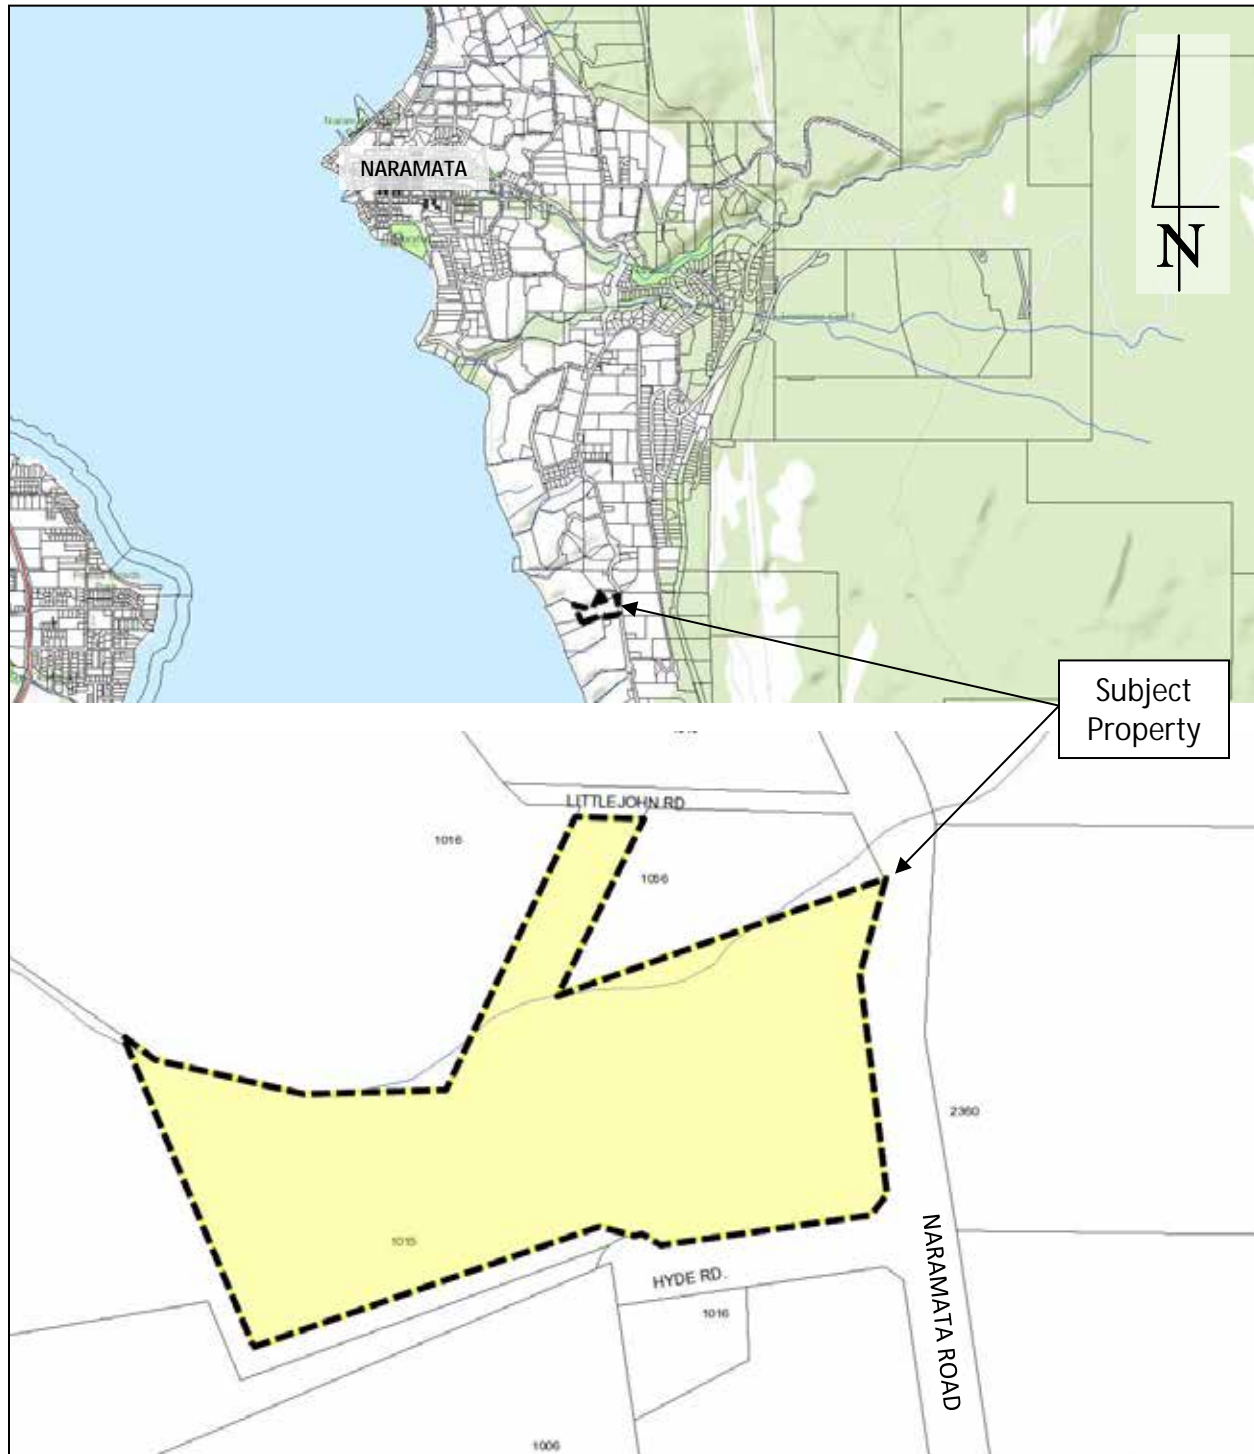 NARAMATA
N
Subject
Property
LITTLEJOHN RD
1016
1056
2360
1015
HYDE RD.
1016
NARAMATA ROAD
1006